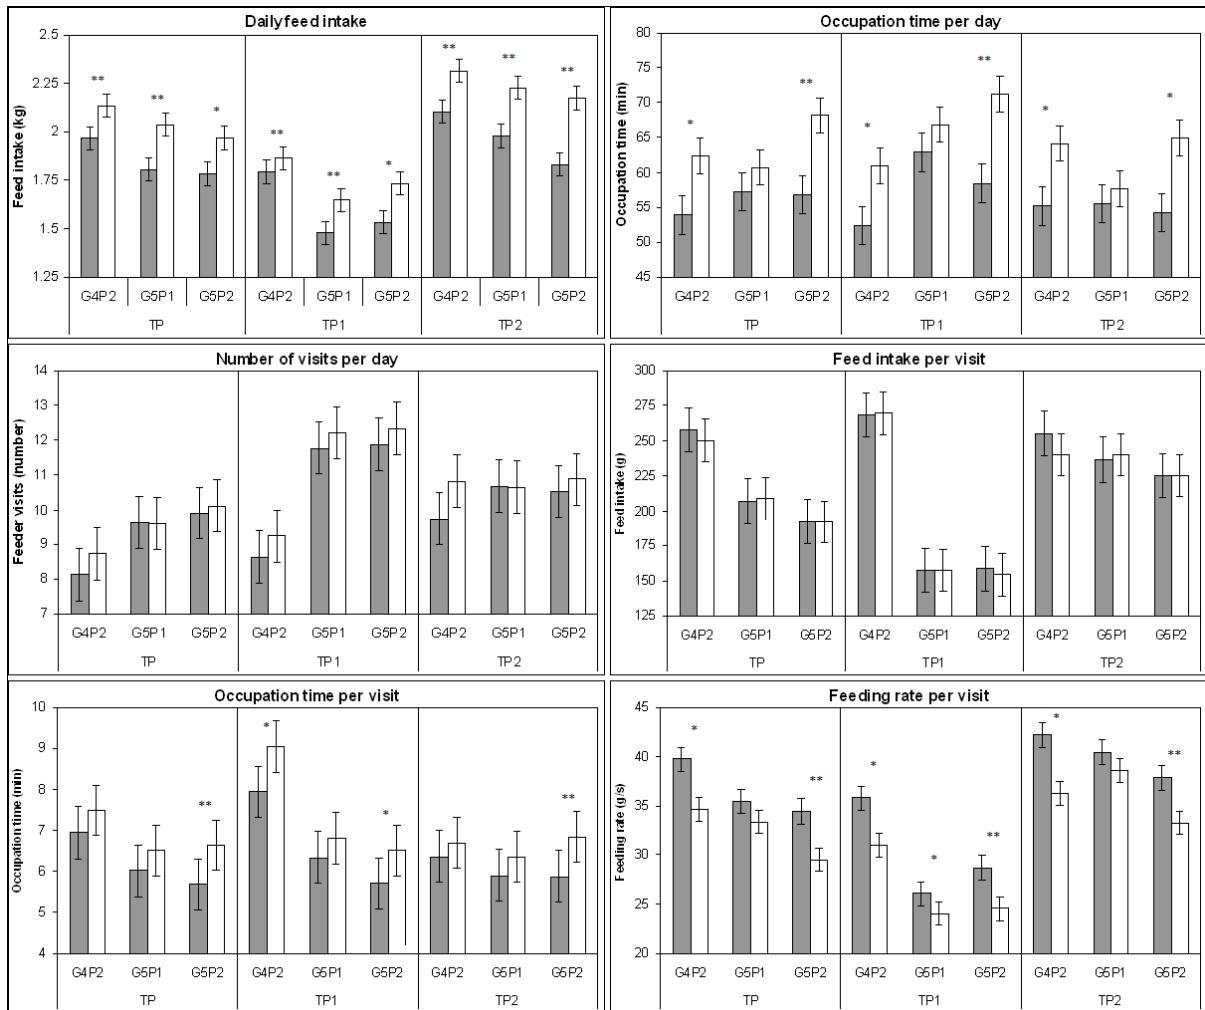 Daily feed intake
Feed intake (kg)
2.5
2.25
2
1.75
1.5
1.25
** ** * ** ** * ** ** **
G4P2 G5P1 G5P2 G4P2 G5P1 G5P2 G4P2 G5P1 G5P2
TP TP1 TP2
Occupation time per day
Occupation time (min)
80
75
70
65
60
55
50
45
* ** * ** * *
G4P2 G5P1 G5P2 G4P2 G5P1 G5P2 G4P2 G5P1 G5P2
TP TP1 TP2
Number of visits per day
Feeder visits (number)
14
13
12
11
10
9
8
7
G4P2 G5P1 G5P2 G4P2 G5P1 G5P2 G4P2 G5P1 G5P2
TP TP1 TP2
Feed intake per visit
Feed intake (g)
300
275
250
225
200
175
150
125
G4P2 G5P1 G5P2 G4P2 G5P1 G5P2 G4P2 G5P1 G5P2
TP TP1 TP2
Occupation time per visit
Occupation time (min)
10
9
8
7
6
5
4
** * * **
G4P2 G5P1 G5P2 G4P2 G5P1 G5P2 G4P2 G5P1 G5P2
TP TP1 TP2
Feeding rate per visit
Feeding rate (g/s)
45
40
35
30
25
20
* ** * * ** * **
G4P2 G5P1 G5P2 G4P2 G5P1 G5P2 G4P2 G5P1 G5P2
TP TP1 TP2